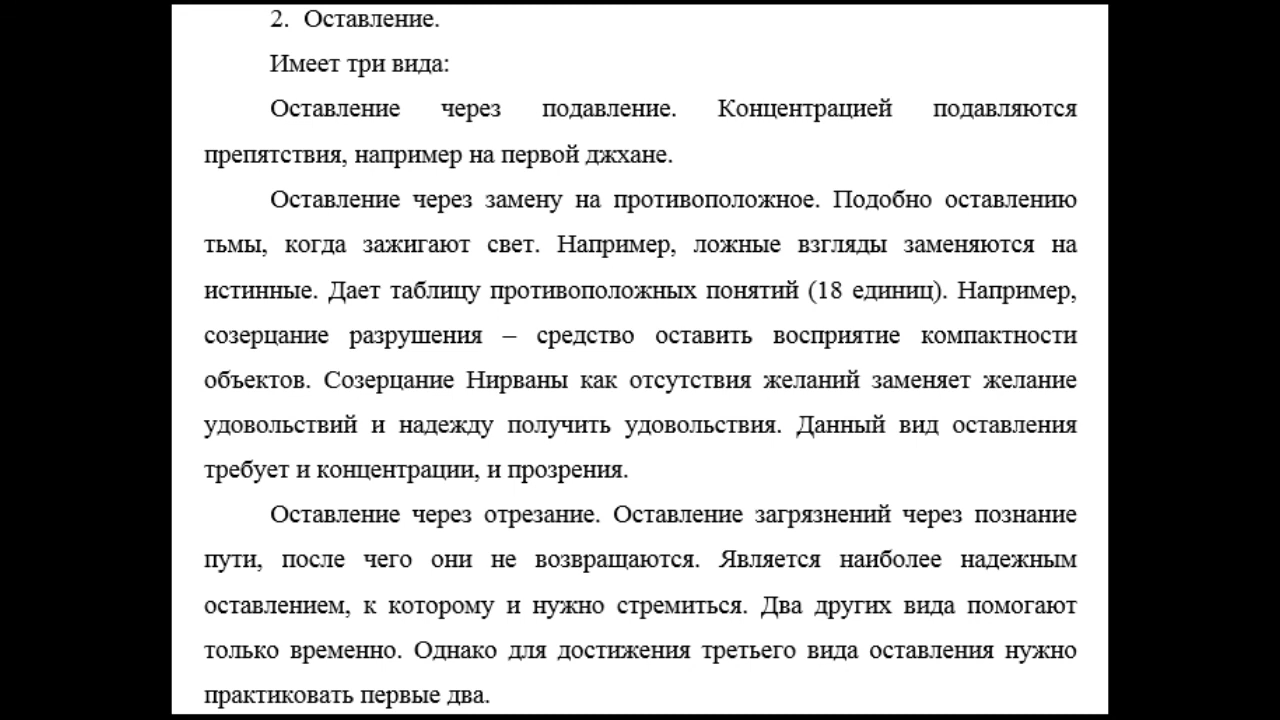 2. Оставление.
Имеет три вида:
Оставление через подавление. Концентрацией подавляются
препятствия, например на первой джхане.
Оставление через замену на противоположное. Подобно оставлению
тьмы, когда зажигают свет. Например, ложные взгляды заменяются на
истинные. Дает таблицу противоположных понятий (18 единиц). Например,
созерцание разрушения – средство оставить восприятие компактности
объектов. Созерцание Нирваны как отсутствия желаний заменяет желание
удовольствий и надежду получить удовольствия. Данный вид оставления
требует и концентрации, и прозрения.
Оставление через отрезание. Оставление загрязнений через познание
пути, после чего они не возвращаются. Является наиболее надежным
оставлением, к которому и нужно стремиться. Два других вида помогают
только временно. Однако для достижения третьего вида оставления нужно
практиковать первые два.